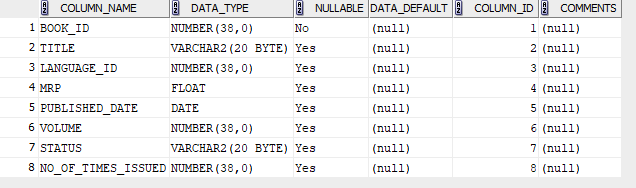 COLUMN_NAME DATA_TYPE NULLABLE DATA_DEFAULT COLUMN_ID COMMENTS
1 BOOK_ID NUMBER(38,0) No (null) 1 (null)
2 TITLE VARCHAR2(20 BYTE) Yes (null) 2 (null)
3 LANGUAGE_ID NUMBER(38,0) Yes (null) 3 (null)
4 MRP FLOAT Yes (null) 4 (null)
5 PUBLISHED_DATE DATE Yes (null) 5 (null)
6 VOLUME NUMBER(38,0) Yes (null) 6 (null)
7 STATUS VARCHAR2(20 BYTE) Yes (null) 7 (null)
8 NO_OF_TIMES_ISSUED NUMBER(38,0) Yes (null) 8 (null)